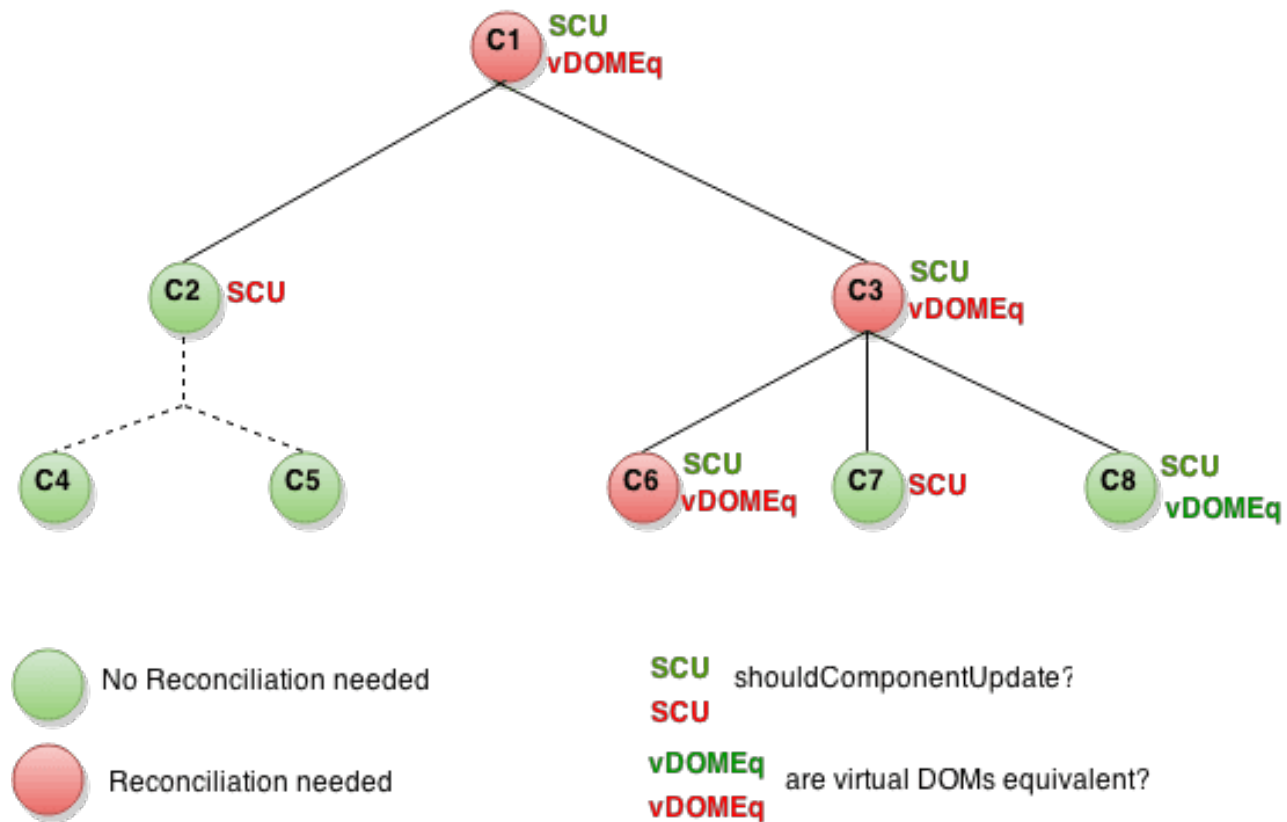 C1 SCU
vDOMEq
C2 SCU
C3 SCU
vDOMEq
C4
C5
C6 SCU
vDOMEq
C7 SCU
C8 SCU
vDOMEq
No Reconciliation needed
Reconciliation needed
SCU shouldComponentUpdate?
SCU
vDOMEq are virtual DOMs equivalent?
vDOMEq